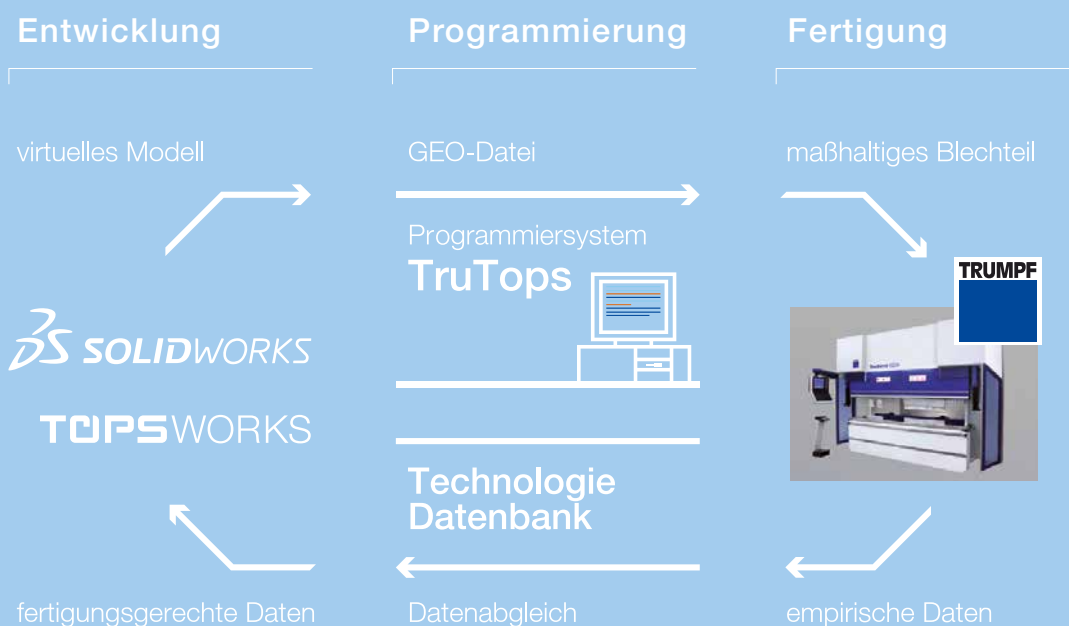 Entwicklung
Programmierung
Fertigung
virtuelles Modell
GEO-Datei
maßhaltiges Blechteil
Programmiersystem
TruTops
TRUMPF
SOLIDWORKS
TOPSWORKS
Technologie
Datenbank
fertigungsgerechte Daten
Datenabgleich
empirische Daten